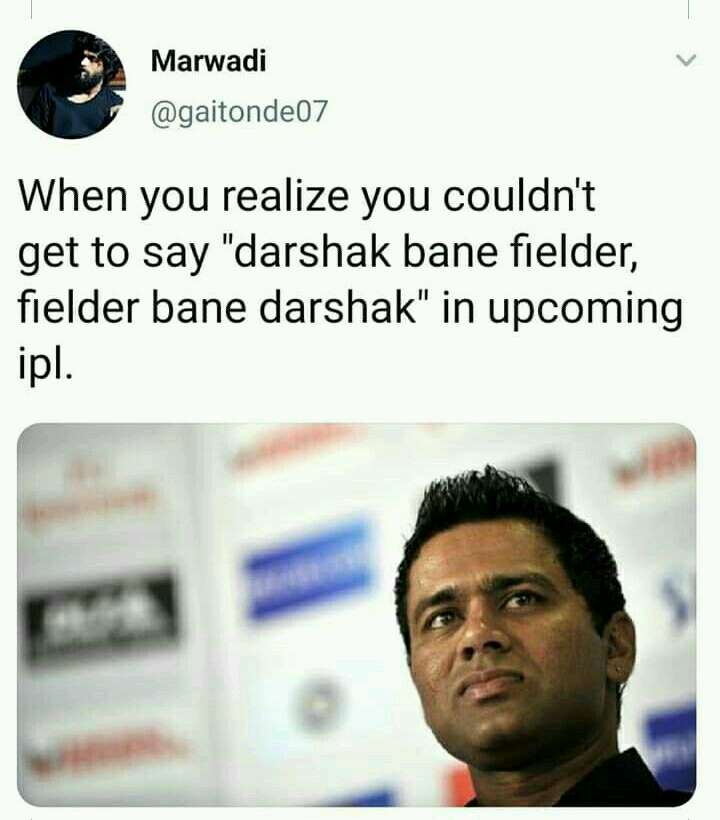 Marwadi
@gaitonde07
When you realize you couldn't
get to say "darshak bane fielder,
fielder bane darshak" in upcoming
ipl.